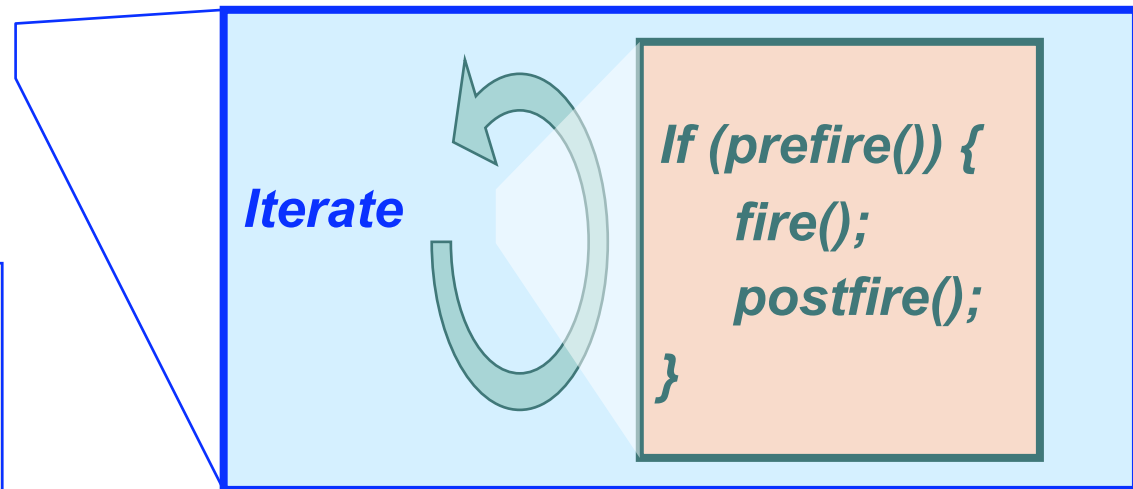 Iterate
If (prefire()) {
fire();
postfire();
}